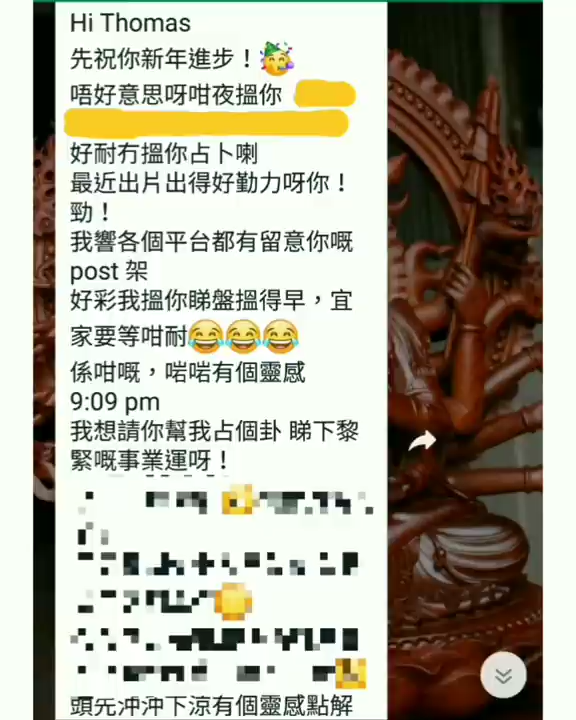 Hi Thomas
先祝你新年進步！
唔好意思呀咁夜搵你
好耐冇搵你占卜喇
最近出片出得好勤力呀你！
勁！
我響各個平台都有留意你嘅
post 架
好彩我搵你睇盤搵得早，宜
家要等咁耐😂😂😂
係咁嘅，啱啱有個靈感
9:09 pm
我想請你幫我占個卦 睇下黎
緊嘅事業運呀！
頭先沖沖下涼有個靈感點解